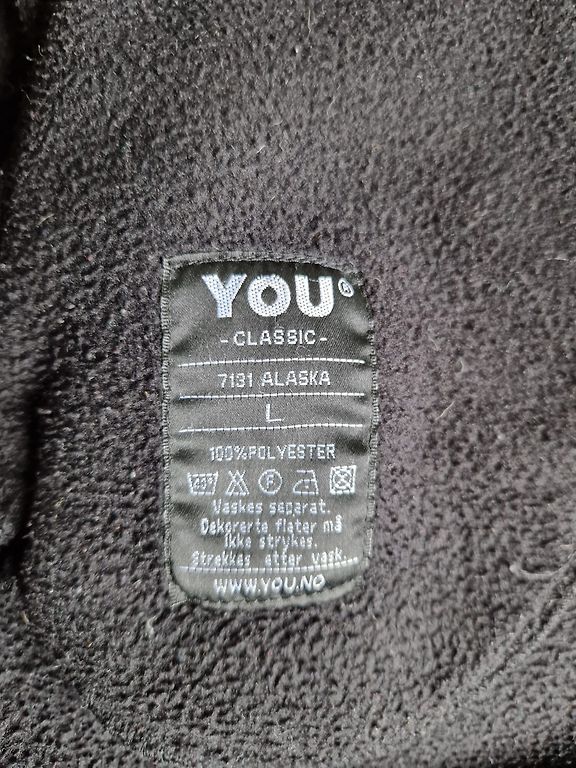 YOU®
- CLASSIC -
7131 ALASKA
L
100%POLYESTER
Vaskes separat.
Dekorerte flater må
ikke strykes.
Strekkes etter vask...
WWW.YOU.NO